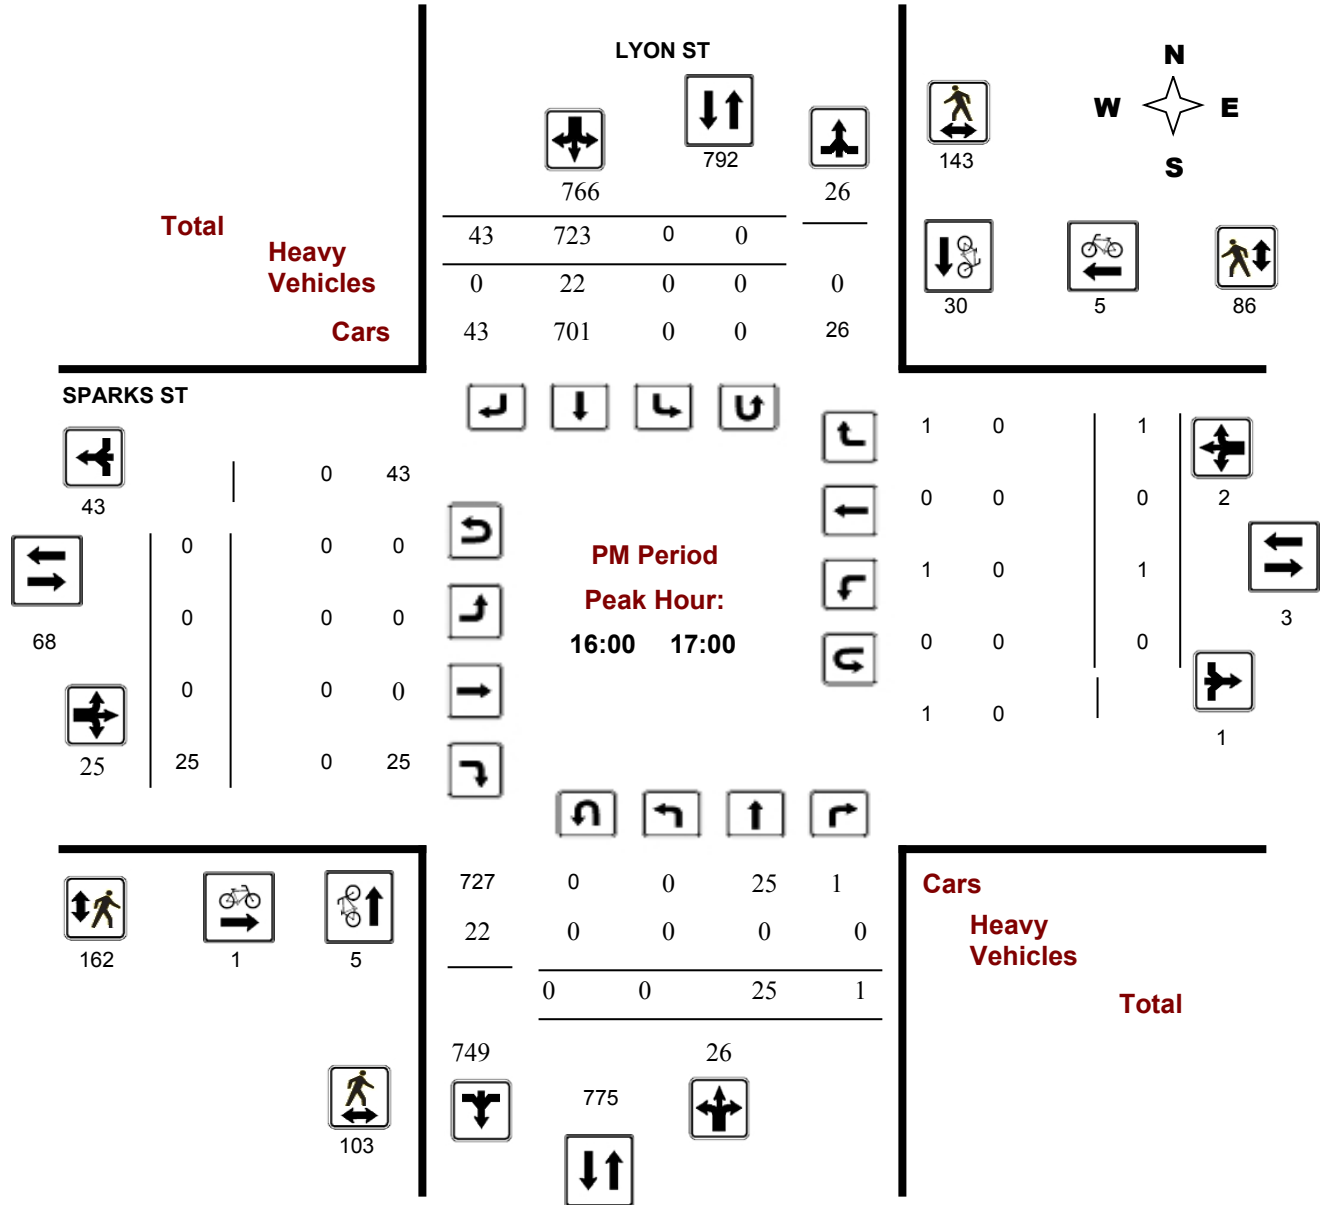 LYON ST
N
W E
S
792
143
766
26
Total
43 723 0 0
Heavy
Vehicles
0 22 0 0 0
30 5 86
Cars
43 701 0 0 26
SPARKS ST
1 0 1
0 43
43
0 0 0
2
0 0 0
PM Period
1 0 1
Peak Hour:
0 0 0
3
68
16:00 17:00
0 0 0
0 0 0
1 0
1
25
25 0 25
727 0 0 25 1
Cars
22 0 0 0 0
Heavy
Vehicles
162 1 5
0 0 25 1
Total
749 26
775
103